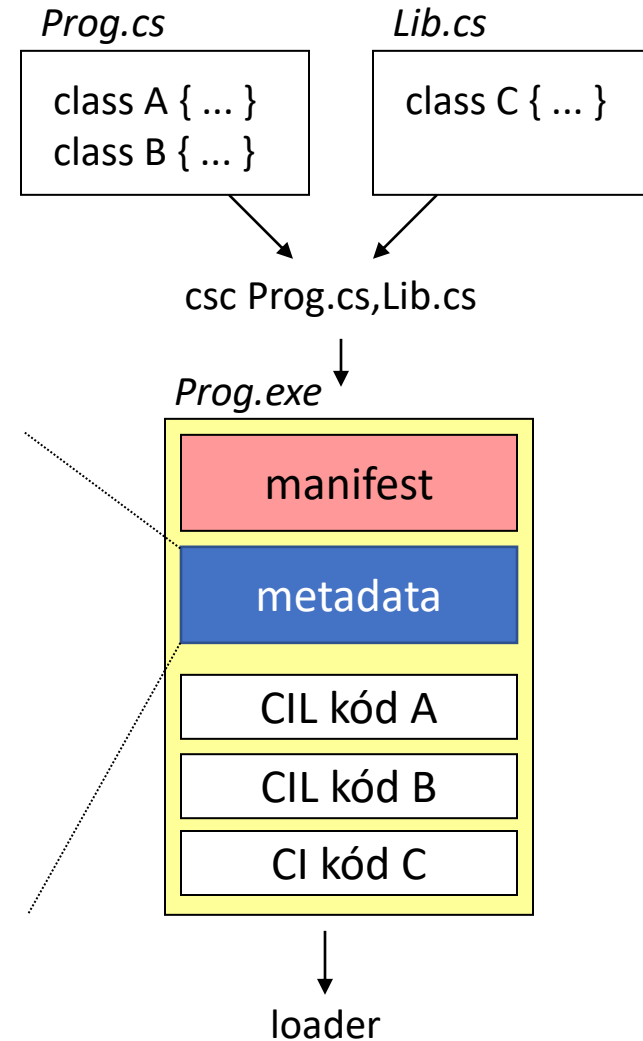 Prog.cs
Lib.cs
class A { ... }
class B { ... }
class C { ... }
csc Prog.cs,Lib.cs
Prog.exe
manifest
metadata
CIL kód A
CIL kód B
CI kód C
loader